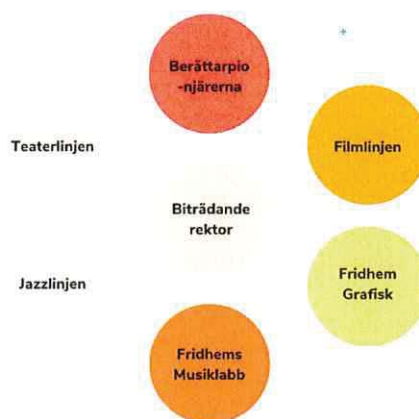 Berättarpio
-njärerna
Teaterlinjen
Filmlinjen
Biträdande
rektor
Jazzlinjen
Fridhem
Grafisk
Fridhems
Musiklabb